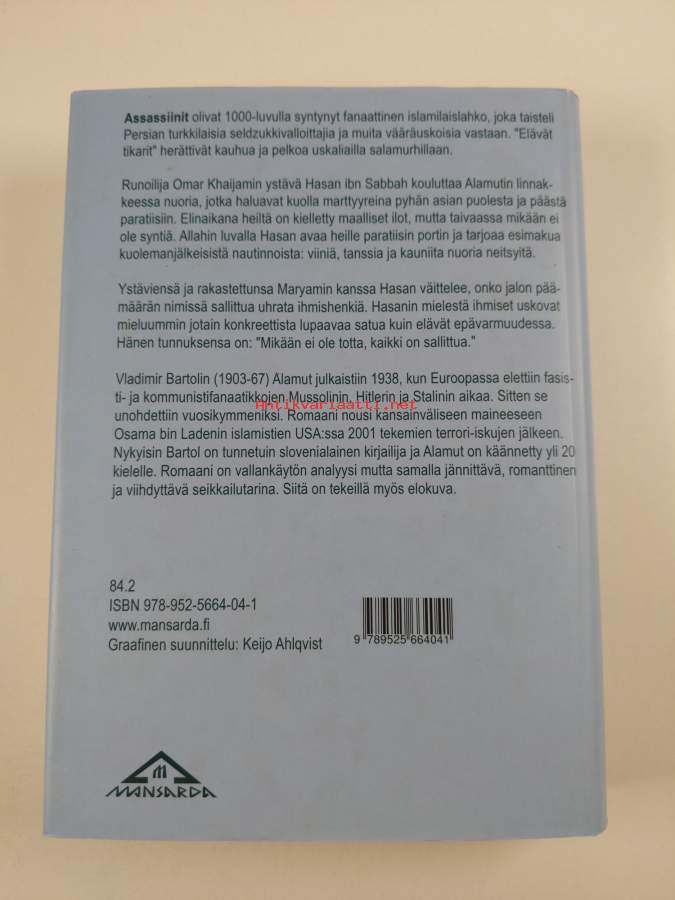 Assassiinit olivat 1000-luvulla syntynyt fanaattinen islamilaislahko, joka taisteli
Persian turkkilaisia seldzukkivalloittajia ja muita vääräuskoisia vastaan. "Elävät
tikarit" herättivät kauhua ja pelkoa uskaliailla salamurhillaan.
Runoilija Omar Khaijamin ystävä Hasan ibn Sabbah kouluttaa Alamutin linnak-
keessa nuoria, jotka haluavat kuolla marttyyreina pyhän asian puolesta ja päästä
paratiisiin. Elinaikana heiltä on kielletty maalliset ilot, mutta taivaassa mikään ei
ole syntiä. Allahin luvalla Hasan avaa heille paratiisin portin ja tarjoaa esimakua
kuolemanjälkeisistä nautinnoista: viiniä, tanssia ja kauniita nuoria neitsyitä.
Ystäviensä ja rakastettunsa Maryamin kanssa Hasan väittelee, onko jalon pää-
määrän nimissä sallittua uhrata ihmishenkiä. Hasanin mielestä ihmiset uskovat
mieluummin jotain konkreettista lupaavaa satua kuin elävät epävarmuudessa.
Hänen tunnuksensa on: "Mikään ei ole totta, kaikki on sallittua."
Vladimir Bartolin (1903-67) Alamut julkaistiin 1938, kun Euroopassa elettiin fasis-
ti- ja kommunistifanaatikkojen Mussolinin, Hitlerin ja Stalinin aikaa. Sitten se
Antikvariaatti.net
unohdettiin vuosikymmeniksi. Romaani nousi kansainväliseen maineeseen
Osama bin Ladenin islamistien USA:ssa 2001 tekemien terrori-iskujen jälkeen.
Nykyisin Bartol on tunnetuin slovenialainen kirjailija ja Alamut on käännetty yli 20
kielelle. Romaani on vallankäytön analyysi mutta samalla jännittävä, romanttinen
ja viihdyttävä seikkailutarina. Siitä on tekeillä myös elokuva.
84.2
ISBN 978-952-5664-04-1
www.mansarda.fi
Graafinen suunnittelu: Keijo Ahlqvist
9 789525 664041
M
MANSARDA